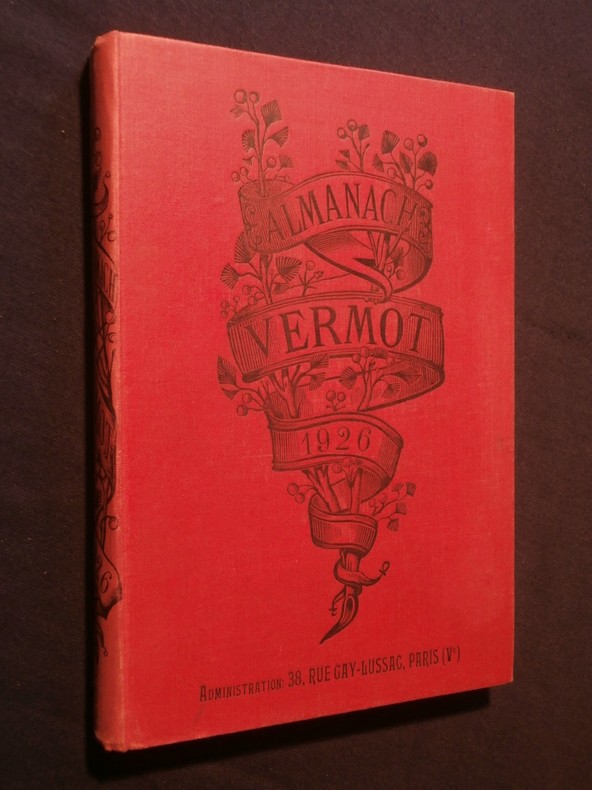 ALMANACH
VERMOT
1926
ADMINISTRATION: 38, RUE GAY-LUSSAC, PARIS (Vᵉ)